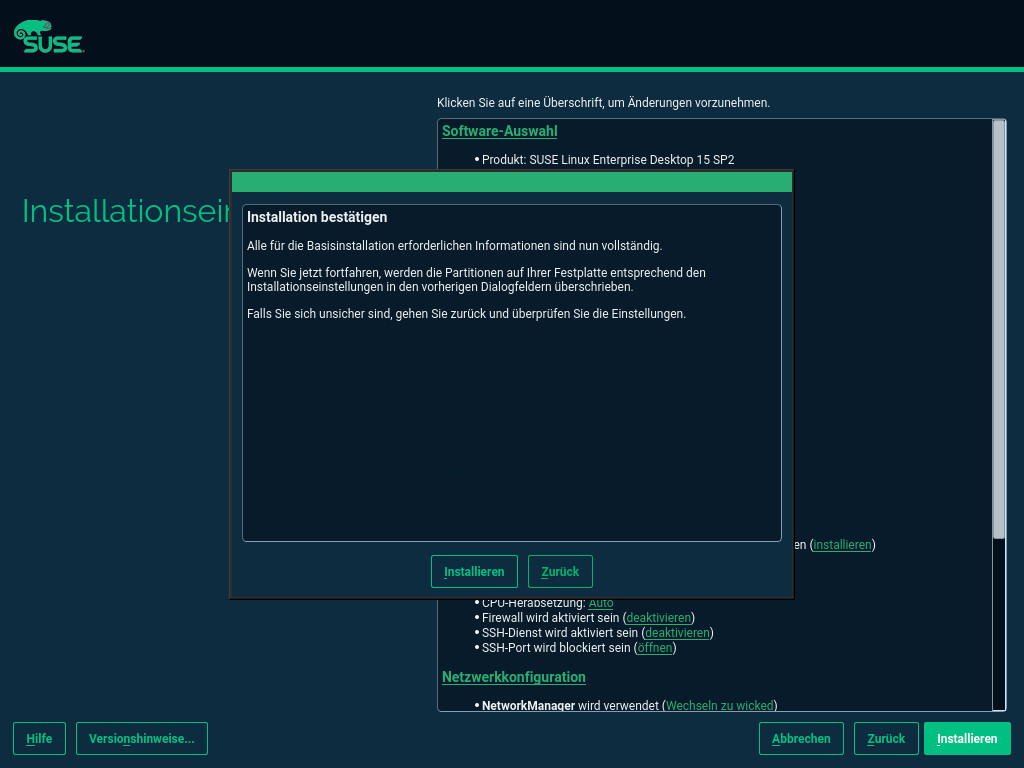 SUSE
Klicken Sie auf eine Überschrift, um Änderungen vorzunehmen.
Software-Auswahl
• Produkt: SUSE Linux Enterprise Desktop 15 SP2
Installation bestätigen
Alle für die Basisinstallation erforderlichen Informationen sind nun vollständig.
Wenn Sie jetzt fortfahren, werden die Partitionen auf Ihrer Festplatte entsprechend den
Installationseinstellungen in den vorherigen Dialogfeldern überschrieben.
Falls Sie sich unsicher sind, gehen Sie zurück und überprüfen Sie die Einstellungen.
(installieren)
Installieren
Zurück
• CPU-Herabsetzung: Auto
• Firewall wird aktiviert sein (deaktivieren)
• SSH-Dienst wird aktiviert sein (deaktivieren)
• SSH-Port wird blockiert sein (öffnen)
Netzwerkkonfiguration
• NetworkManager wird verwendet (Wechseln zu wicked)
Hilfe
Versionshinweise...
Abbrechen
Zurück
Installieren